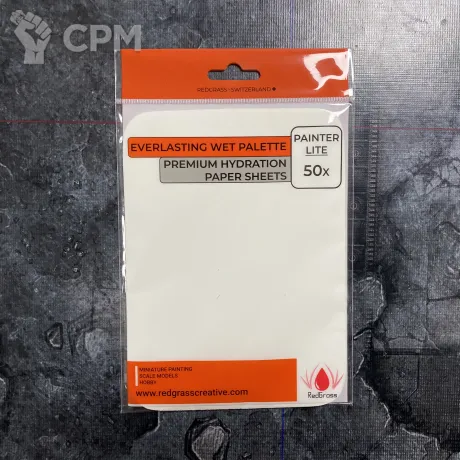 CPM
REDGRASS-SWITZERLAND
EVERLASTING WET PALETTE
PREMIUM HYDRATION
PAPER SHEETS
PAINTER
LITE
50x
MINIATURE PAINTING
SCALE MODELS
HOBBY
www.redgrasscreative.com
RedGrass